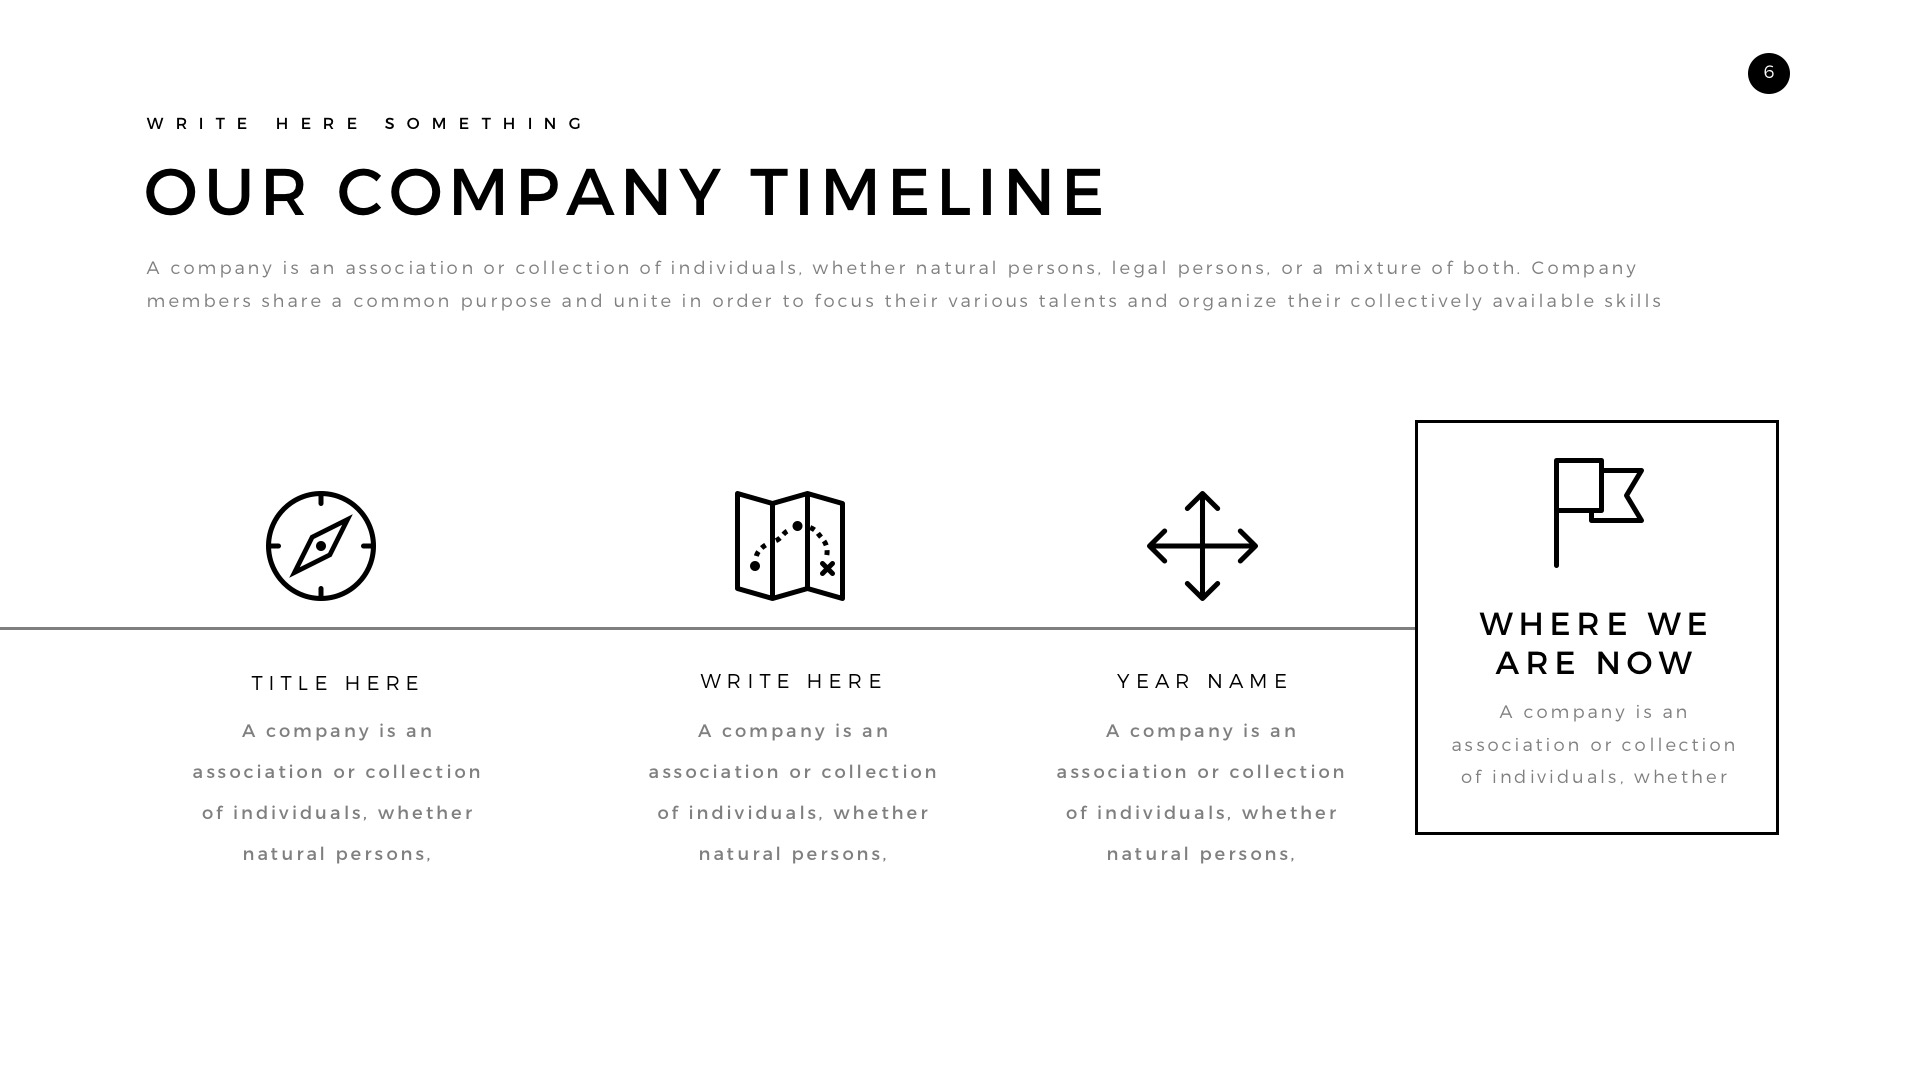 6
WRITE HERE SOMETHING
OUR COMPANY TIMELINE
A company is an association or collection of individuals, whether natural persons, legal persons, or a mixture of both. Company
members share a common purpose and unite in order to focus their various talents and organize their collectively available skills
TITLE HERE
A company is an
association or collection
of individuals, whether
natural persons,
WRITE HERE
A company is an
association or collection
of individuals, whether
natural persons,
YEAR NAME
A company is an
association or collection
of individuals, whether
natural persons,
WHERE WE
ARE NOW
A company is an
association or collection
of individuals, whether